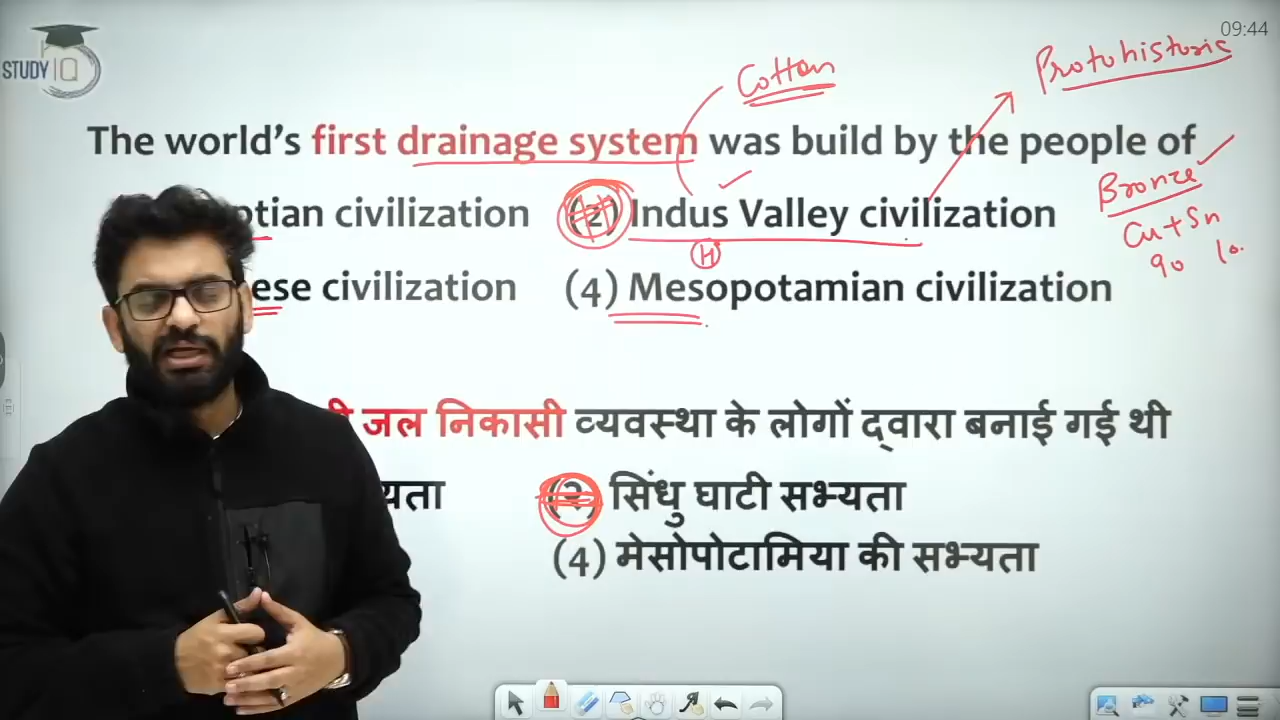 STUDY IQ
09:44
Cotton
Protohistoric
The world's first drainage system was build by the people of
Bronze
ptian civilization (2) Indus Valley civilization
Cu + Sn
90 10
H
ese civilization (4) Mesopotamian civilization
ी जल निकासी व्यवस्था के लोगों द्वारा बनाई गई थी
यता (2) सिंधु घाटी सभ्यता
(4) मेसोपोटामिया की सभ्यता